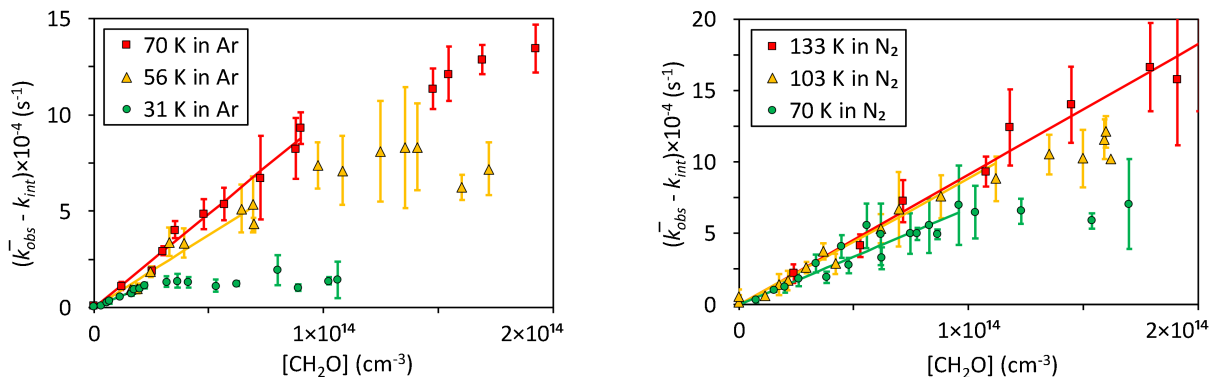 15
10
5
0
(k̅obs - kint)×10⁻⁴ (s⁻¹)
70 K in Ar
56 K in Ar
31 K in Ar
0 1×10¹⁴ 2×10¹⁴
[CH₂O] (cm⁻³)
20
15
10
5
0
(k̅obs - kint)×10⁻⁴ (s⁻¹)
133 K in N₂
103 K in N₂
70 K in N₂
0 1×10¹⁴ 2×10¹⁴
[CH₂O] (cm⁻³)